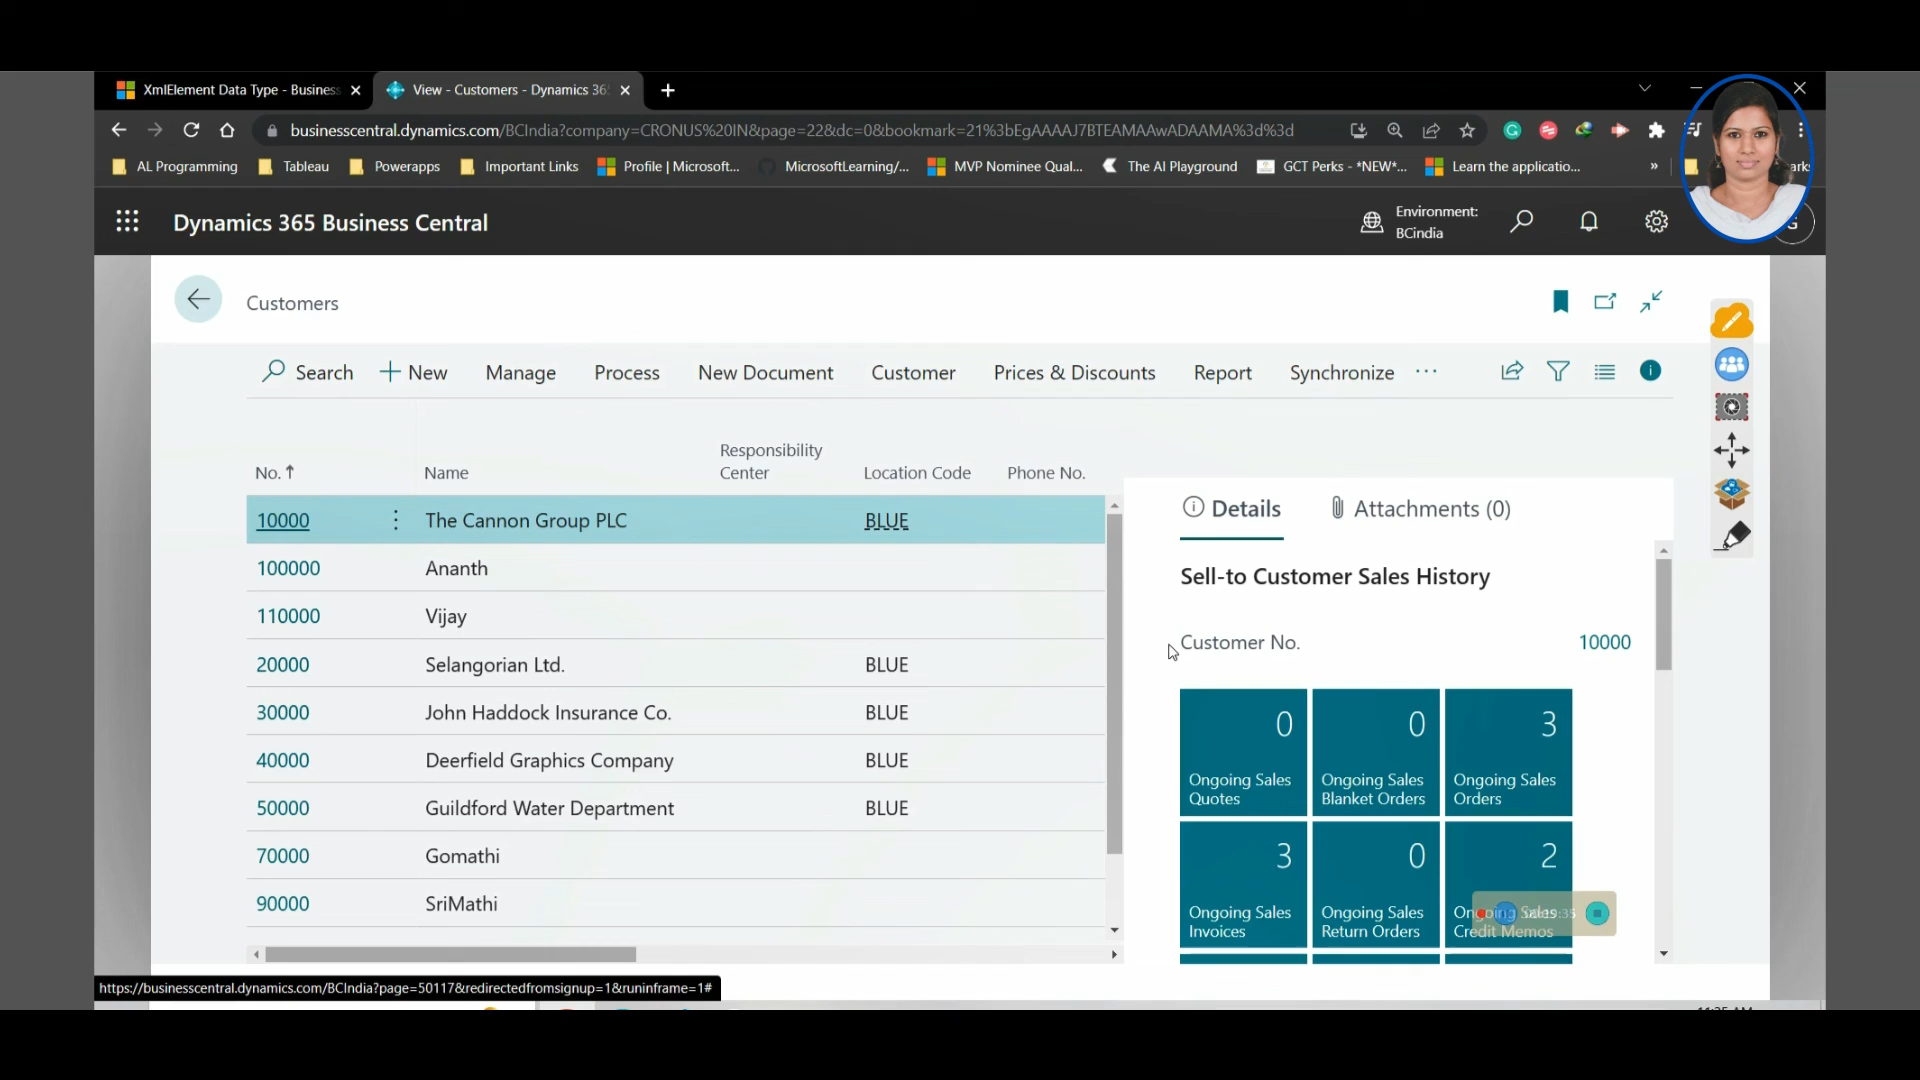 XmlElement Data Type - Business
View - Customers - Dynamics 36
businesscentral.dynamics.com/BCIndia?company=CRONUS%20IN&page=22&dc=0&bookmark=21%3bEgAAAAJ7BTEAMAAwADAAMA%3d%3d
AL Programming
Tableau
Powerapps
Important Links
Profile | Microsoft...
MicrosoftLearning/...
MVP Nominee Qual...
The AI Playground
GCT Perks - *NEW*...
Learn the applicatio...
»
Dynamics 365 Business Central
Environment:
BCindia
G
Customers
Search
New
Manage
Process
New Document
Customer
Prices & Discounts
Report
Synchronize
...
No. ↑
Name
Responsibility
Center
Location Code
Phone No.
10000 The Cannon Group PLC BLUE
100000 Ananth
110000 Vijay
20000 Selangorian Ltd. BLUE
30000 John Haddock Insurance Co. BLUE
40000 Deerfield Graphics Company BLUE
50000 Guildford Water Department BLUE
70000 Gomathi
90000 SriMathi
Details
Attachments (0)
Sell-to Customer Sales History
Customer No. 10000
0
Ongoing Sales
Quotes
0
Ongoing Sales
Blanket Orders
3
Ongoing Sales
Orders
3
Ongoing Sales
Invoices
0
Ongoing Sales
Return Orders
2
Ongoing Sales
Credit Memos
https://businesscentral.dynamics.com/BCIndia?page=50117&redirectedfromsignup=1&runinframe=1#